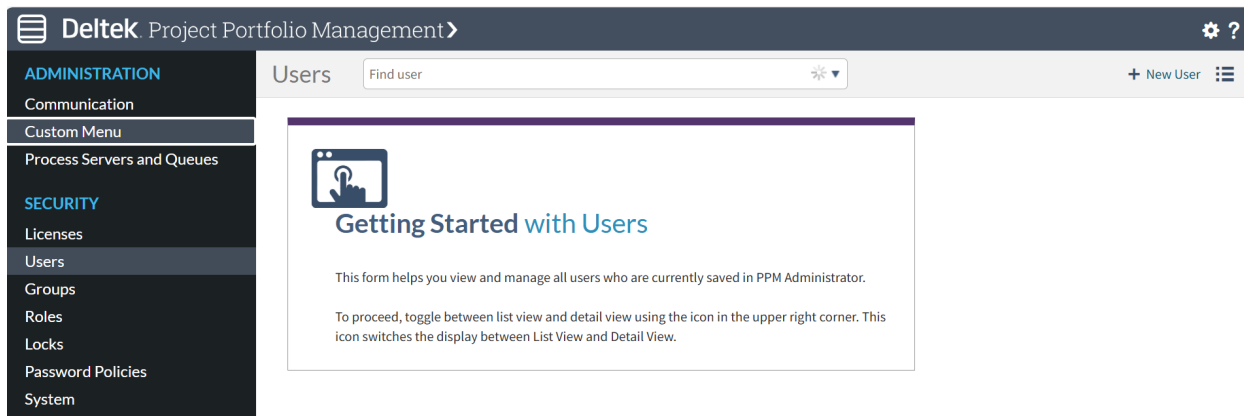 Deltek. Project Portfolio Management❯
?
ADMINISTRATION
Communication
Custom Menu
Process Servers and Queues
SECURITY
Licenses
Users
Groups
Roles
Locks
Password Policies
System
Users
Find user
+ New User
Getting Started with Users
This form helps you view and manage all users who are currently saved in PPM Administrator.
To proceed, toggle between list view and detail view using the icon in the upper right corner. This
icon switches the display between List View and Detail View.